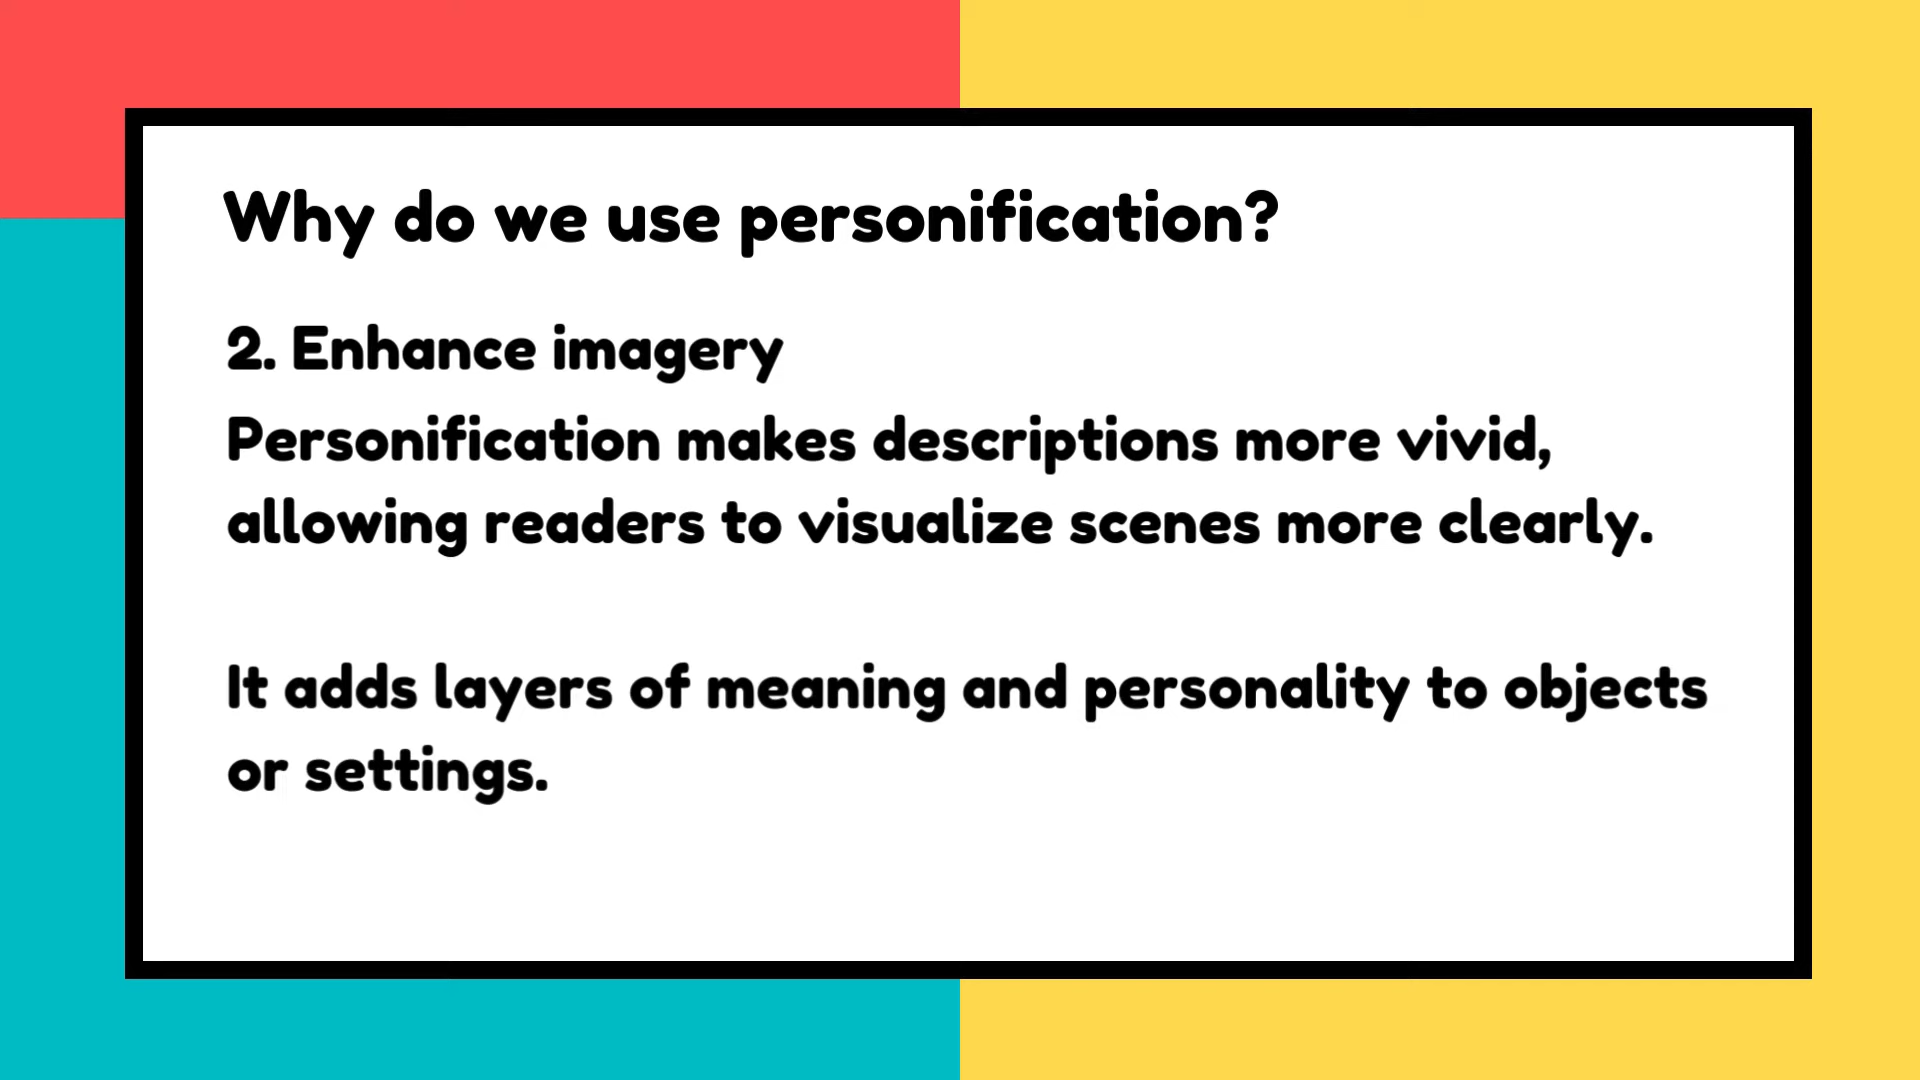 Why do we use personification?
2. Enhance imagery
Personification makes descriptions more vivid,
allowing readers to visualize scenes more clearly.
It adds layers of meaning and personality to objects
or settings.